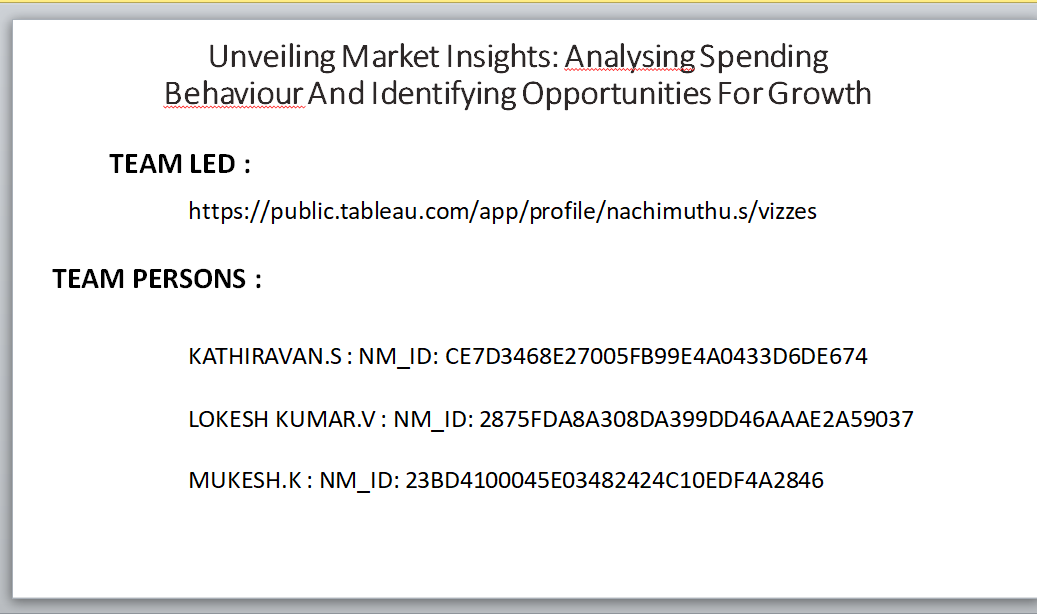 Unveiling Market Insights: Analysing Spending
Behaviour And Identifying Opportunities For Growth
TEAM LED :
https://public.tableau.com/app/profile/nachimuthu.s/vizzes
TEAM PERSONS :
KATHIRAVAN.S : NM_ID: CE7D3468E27005FB99E4A0433D6DE674
LOKESH KUMAR.V : NM_ID: 2875FDA8A308DA399DD46AAAE2A59037
MUKESH.K : NM_ID: 23BD4100045E03482424C10EDF4A2846